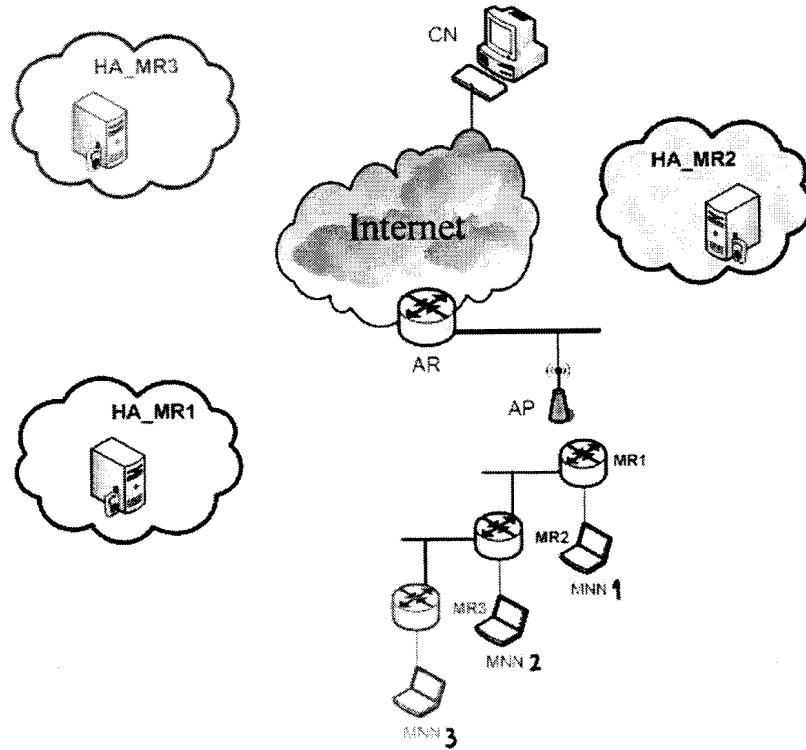 CN
HA_MR3
HA_MR2
Internet
AR
AP
HA_MR1
MR1
MR2
MNN 1
MR3
MNN 2
MNN 3